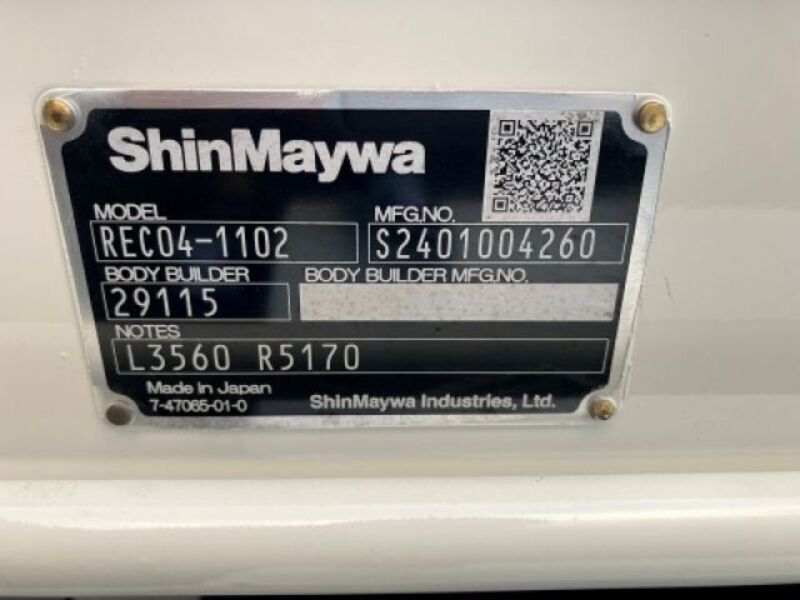 ShinMaywa
MODEL MFG.NO.
REC04-1102 S2401004260
BODY BUILDER BODY BUILDER MFG.NO.
29115
NOTES
L3560 R5170
Made in Japan
7-47065-01-0 ShinMaywa Industries, Ltd.